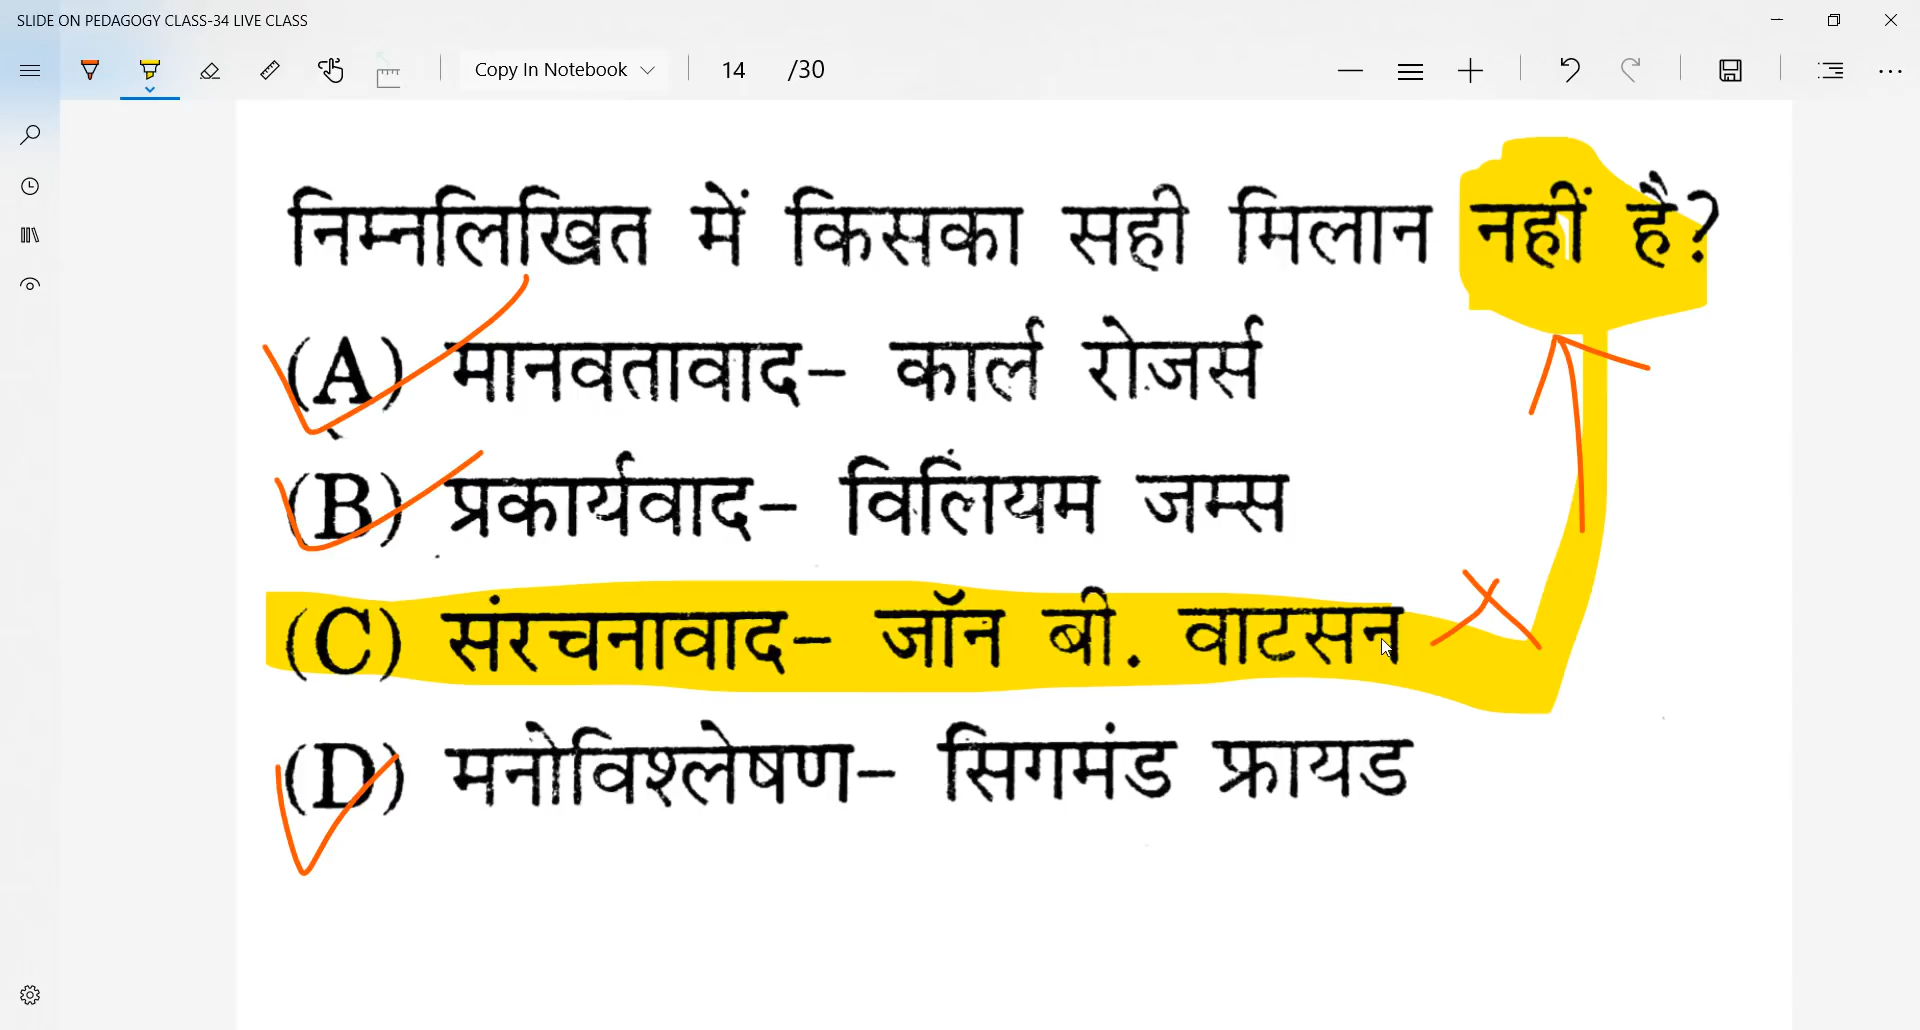 SLIDE ON PEDAGOGY CLASS-34 LIVE CLASS
Copy In Notebook 14 /30
निम्नलिखित में किसका सही मिलान नहीं है?
(A) मानवतावाद– कार्ल रोजर्स
(B) प्रकार्यवाद– विलियम जम्स
(C) संरचनावाद– जॉन बी. वाटसन
(D) मनोविश्लेषण– सिगमंड फ्रायड